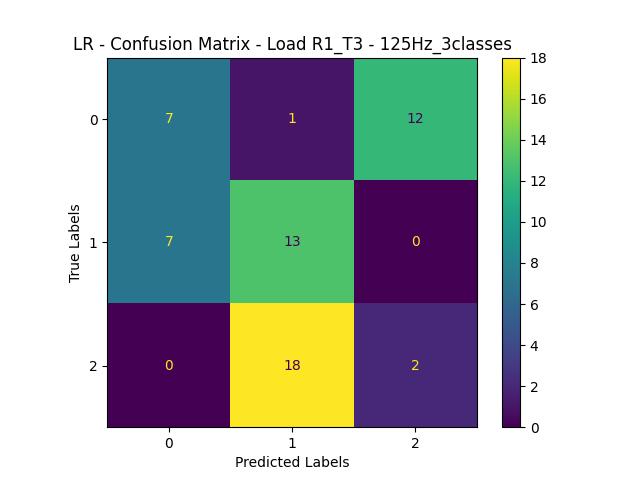 LR - Confusion Matrix - Load R1_T3 - 125Hz_3classes
True Labels
0 7 1 12
1 7 13 0
2 0 18 2
0 1 2
Predicted Labels
18
16
14
12
10
8
6
4
2
0